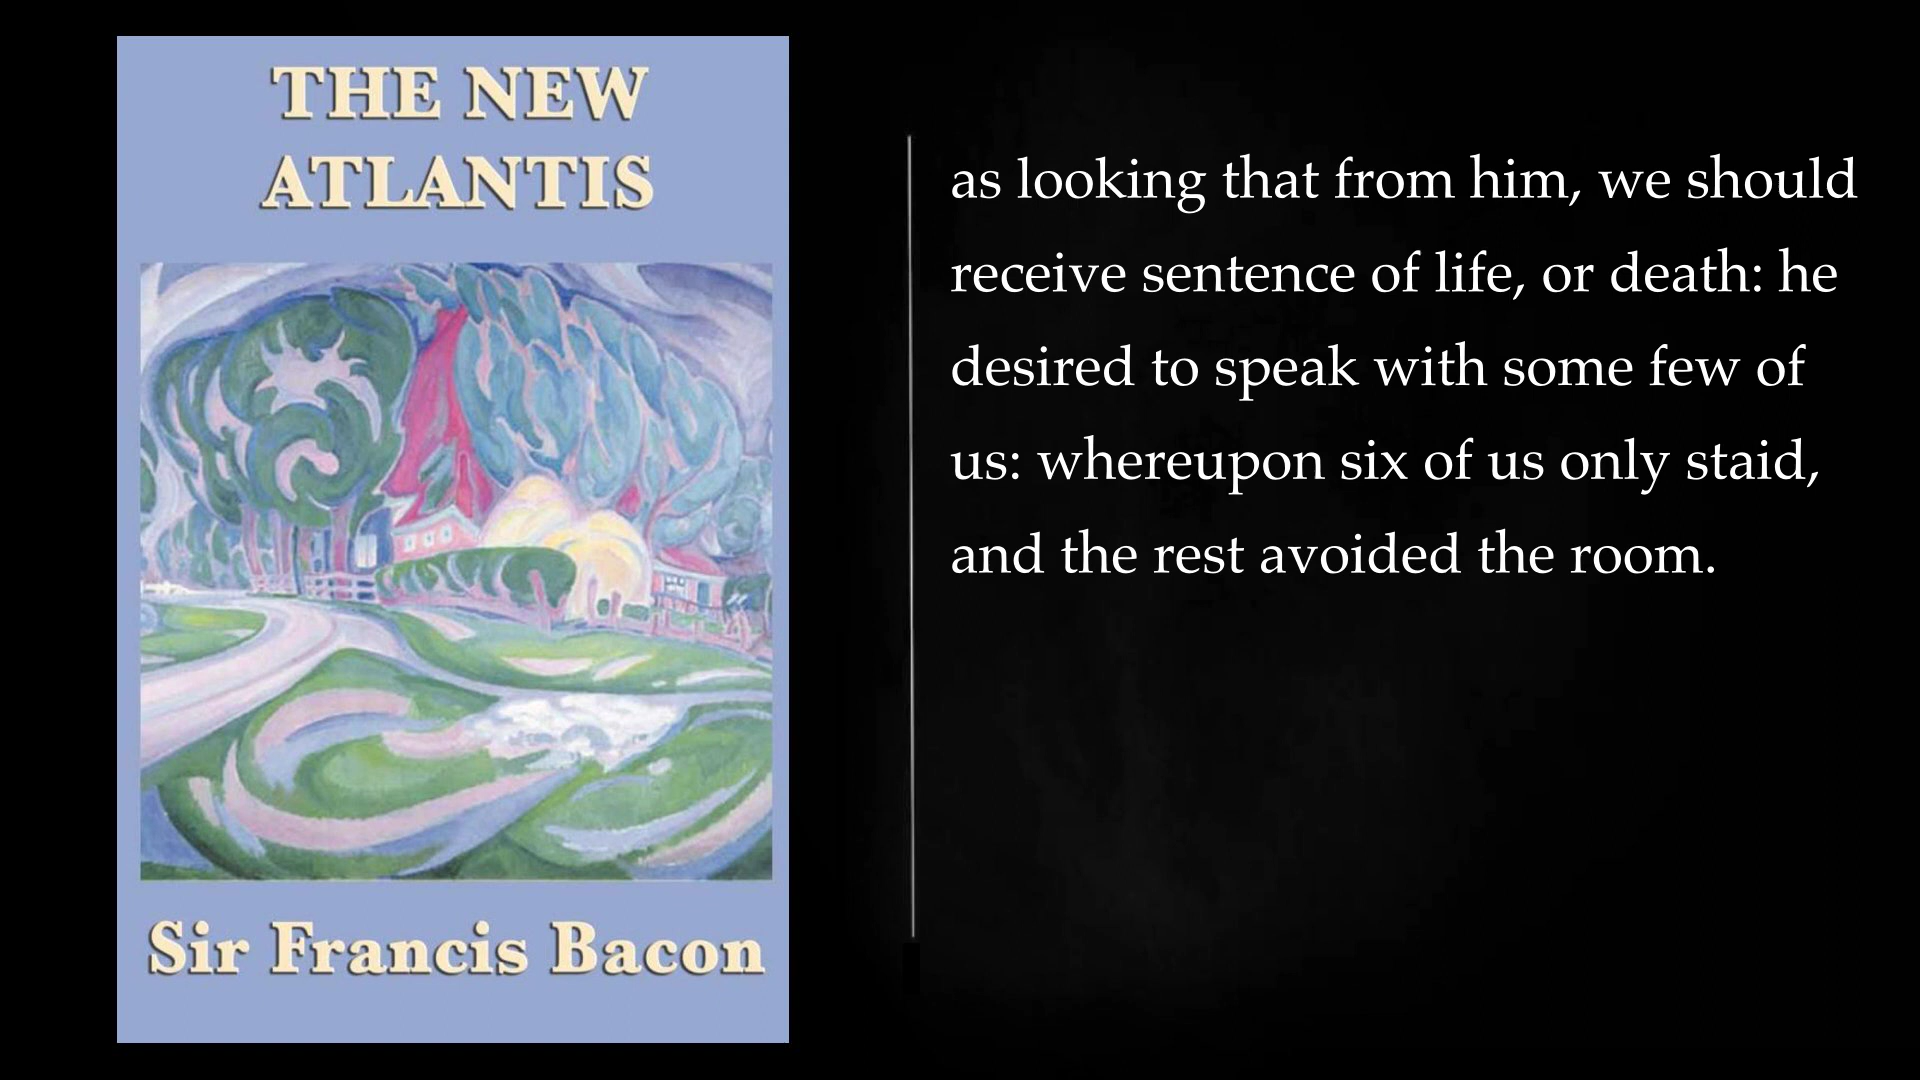 THE NEW
ATLANTIS
Sir Francis Bacon
as looking that from him, we should
receive sentence of life, or death: he
desired to speak with some few of
us: whereupon six of us only staid,
and the rest avoided the room.